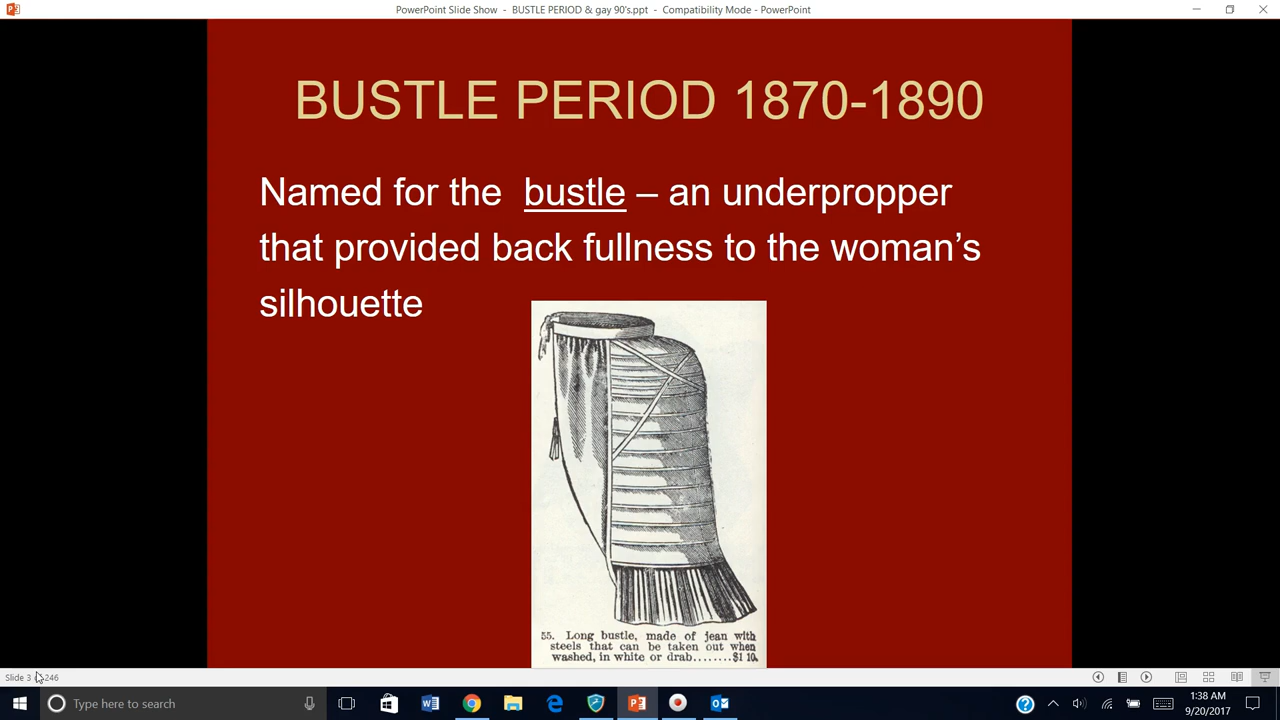 PowerPoint Slide Show - BUSTLE PERIOD & gay 90's.ppt - Compatibility Mode - PowerPoint
BUSTLE PERIOD 1870-1890
Named for the bustle – an underpropper
that provided back fullness to the woman’s
silhouette
55. Long bustle, made of jean with
steels that can be taken out when
washed, in white or drab........$1 10.
Slide 3 246
Type here to search
1:38 AM
9/20/2017